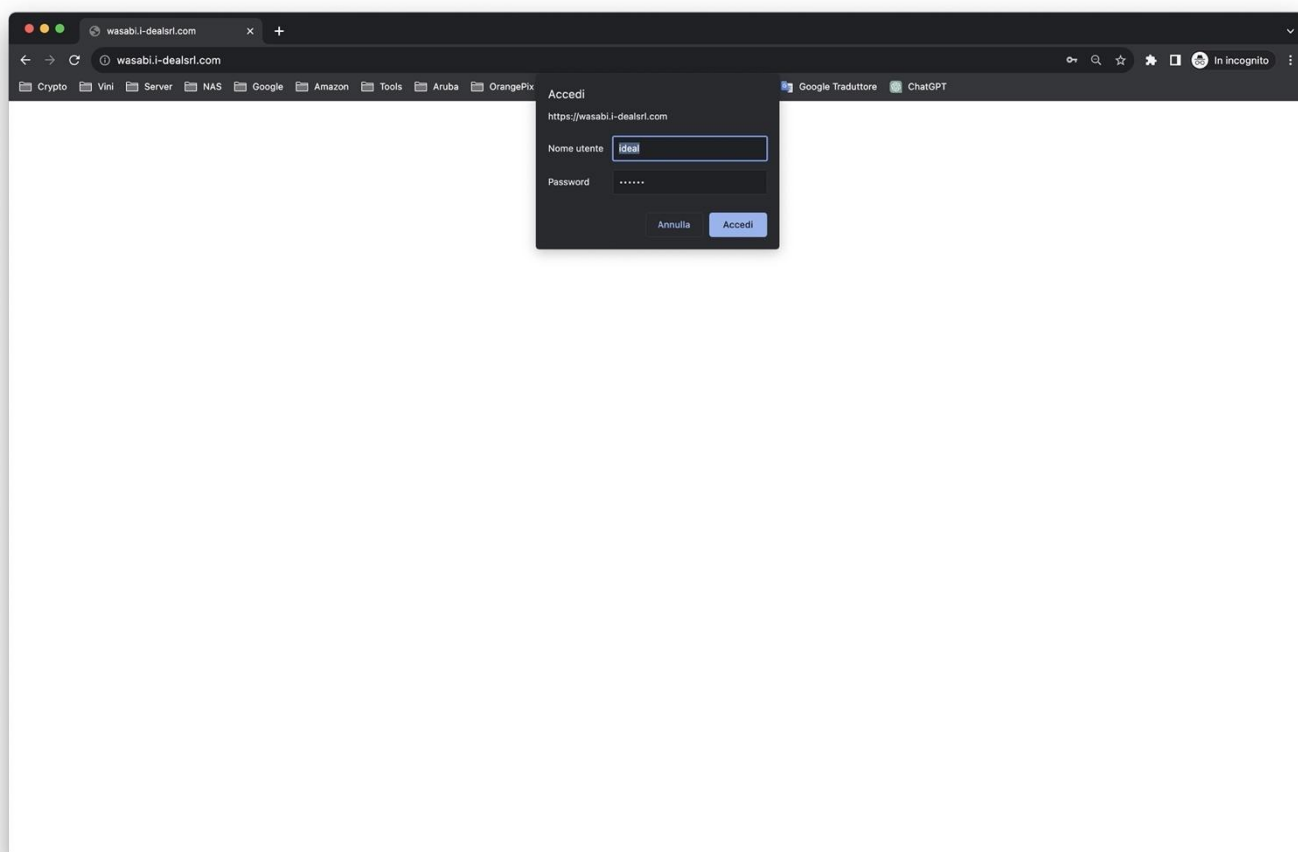 wasabi.i-dealsrl.com
wasabi.i-dealsrl.com In incognito
Crypto Vini Server NAS Google Amazon Tools Aruba OrangePix Google Traduttore ChatGPT
Accedi
https://wasabi.i-dealsrl.com
Nome utente ideal
Password ••••••
Annulla Accedi